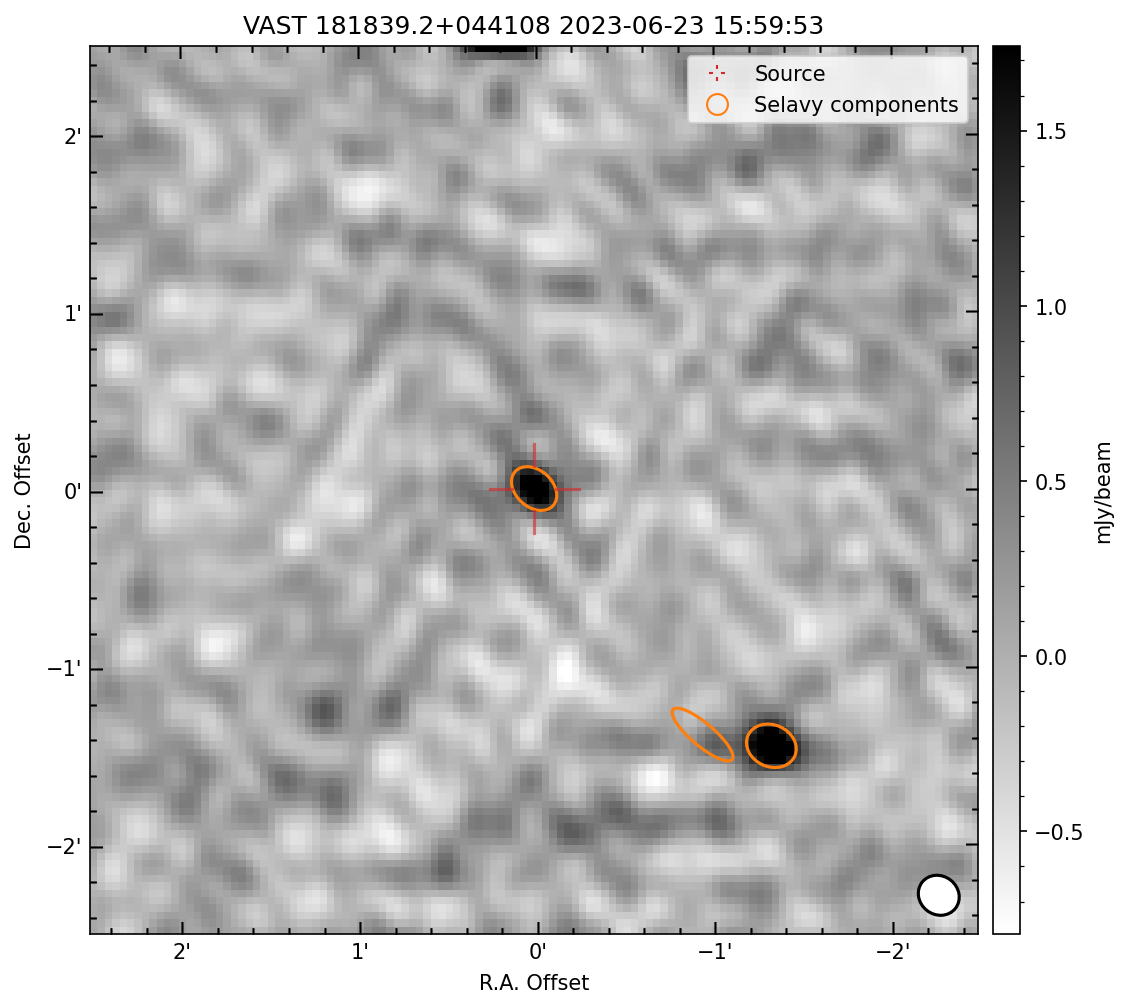 VAST 181839.2+044108 2023-06-23 15:59:53
Source
Selavy components
2'
1'
0'
−1'
−2'
Dec. Offset
2'
1'
0'
−1'
−2'
R.A. Offset
1.5
1.0
0.5
0.0
−0.5
mJy/beam